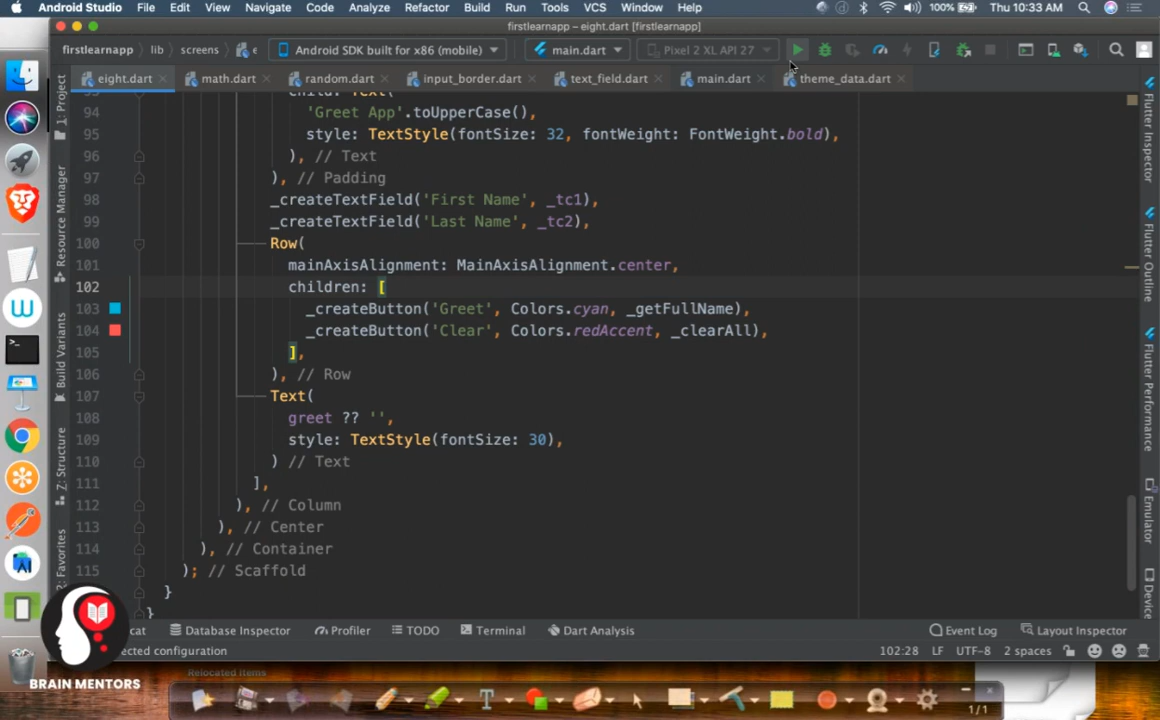 Android Studio File Edit View Navigate Code Analyze Refactor Build Run Tools VCS Window Help 100% Thu 10:33 AM
firstlearnapp – eight.dart [firstlearnapp]
firstlearnapp lib screens e Android SDK built for x86 (mobile) main.dart Pixel 2 XL API 27
eight.dart math.dart random.dart input_border.dart text_field.dart main.dart theme_data.dart
94 'Greet App'.toUpperCase(),
95 style: TextStyle(fontSize: 32, fontWeight: FontWeight.bold),
96 ), // Text
97 ), // Padding
98 _createTextField('First Name', _tc1),
99 _createTextField('Last Name', _tc2),
100 Row(
101 mainAxisAlignment: MainAxisAlignment.center,
102 children: [
103 _createButton('Greet', Colors.cyan, _getFullName),
104 _createButton('Clear', Colors.redAccent, _clearAll),
105 ],
106 ), // Row
107 Text(
108 greet ?? '',
109 style: TextStyle(fontSize: 30),
110 ) // Text
111 ],
112 ), // Column
113 ), // Center
114 ), // Container
115 ); // Scaffold
}
}
1: Project
Resource Manager
Build Variants
Z: Structure
2: Favorites
Flutter Inspector
Flutter Outline
Flutter Performance
Emulator
Device
cat Database Inspector Profiler TODO Terminal Dart Analysis Event Log Layout Inspector
ected configuration 102:28 LF UTF-8 2 spaces
Relocated Items
BRAIN MENTORS
1/1